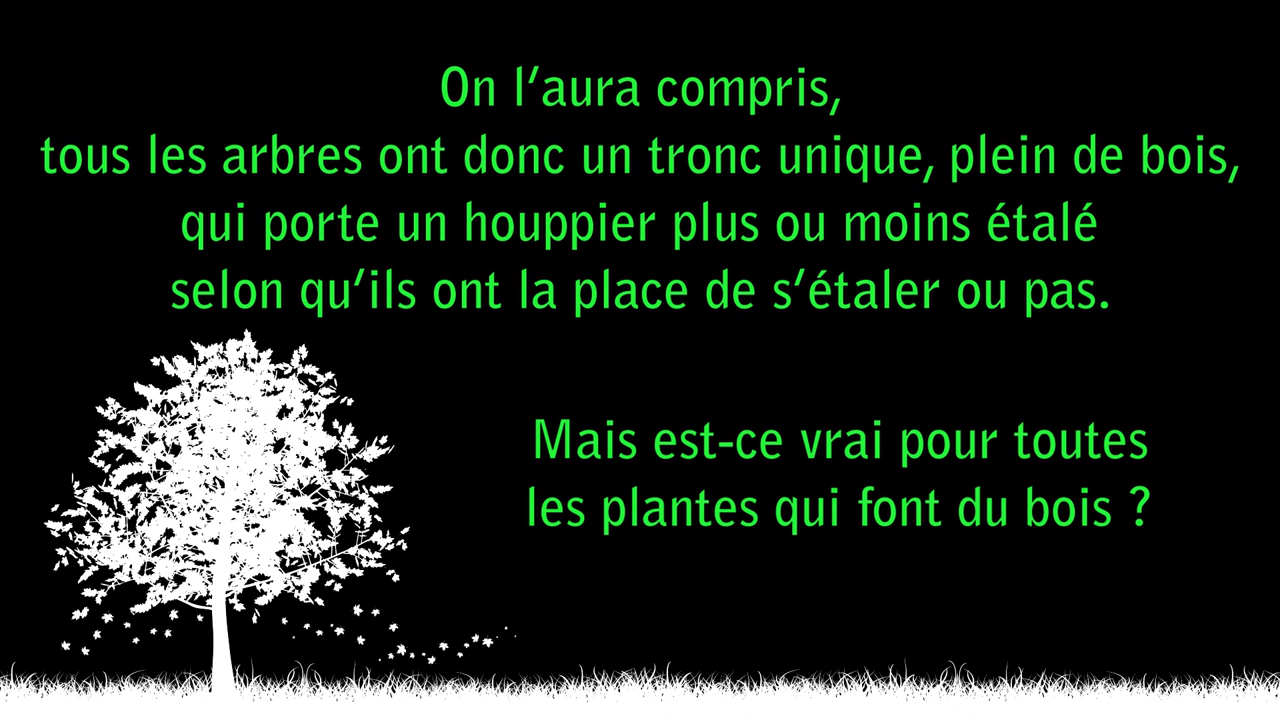 On l’aura compris,
tous les arbres ont donc un tronc unique, plein de bois,
qui porte un houppier plus ou moins étalé
selon qu’ils ont la place de s’étaler ou pas.
Mais est-ce vrai pour toutes
les plantes qui font du bois ?